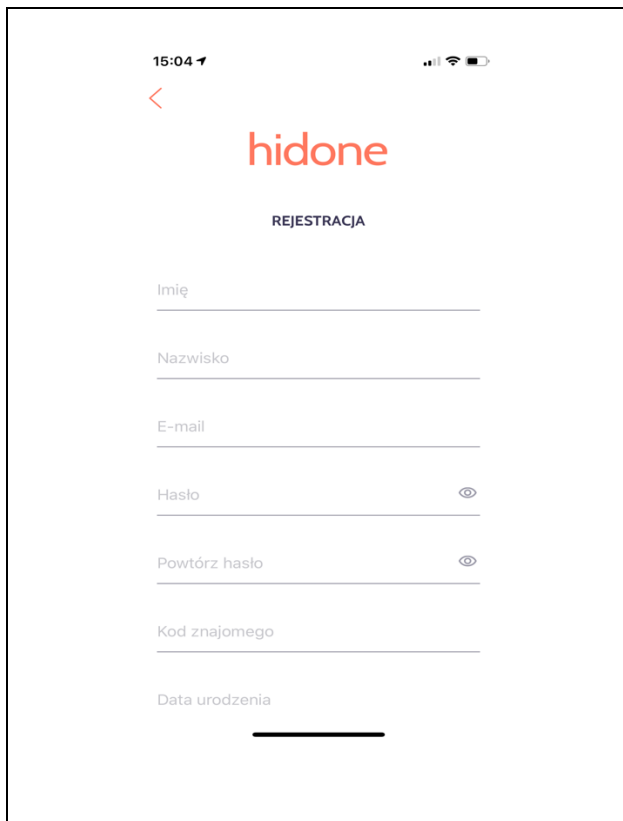 15:04
hidone
REJESTRACJA
Imię
Nazwisko
E-mail
Hasło
Powtórz hasło
Kod znajomego
Data urodzenia